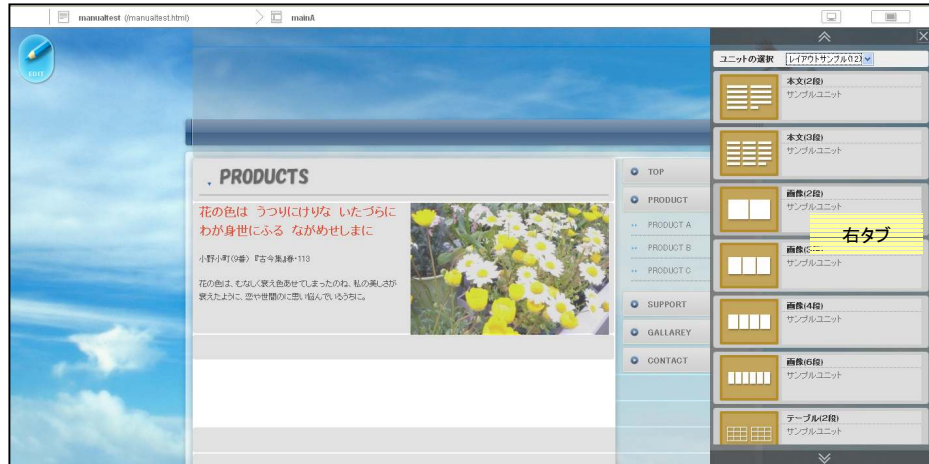 manualtest (/manualtest.html)
mainA
EDIT
PRODUCTS
花の色は うつりにけりな いたづらに
わが身世にふる ながめせしまに
小野小町(9番) 『古今集』春・113
花の色は、むなしく衰え色あせてしまったのね、私の美しさが
衰えたように、恋や世間のに思い悩んでいるうちに。
TOP
PRODUCT
PRODUCT A
PRODUCT B
PRODUCT C
SUPPORT
GALLAREY
CONTACT
ユニットの選択
レイアウトサンプル(12)
本文(2段)
サンプルユニット
本文(3段)
サンプルユニット
画像(2段)
サンプルユニット
右タブ
サンプルユニット
画像(4段)
サンプルユニット
画像(6段)
サンプルユニット
テーブル(2段)
サンプルユニット